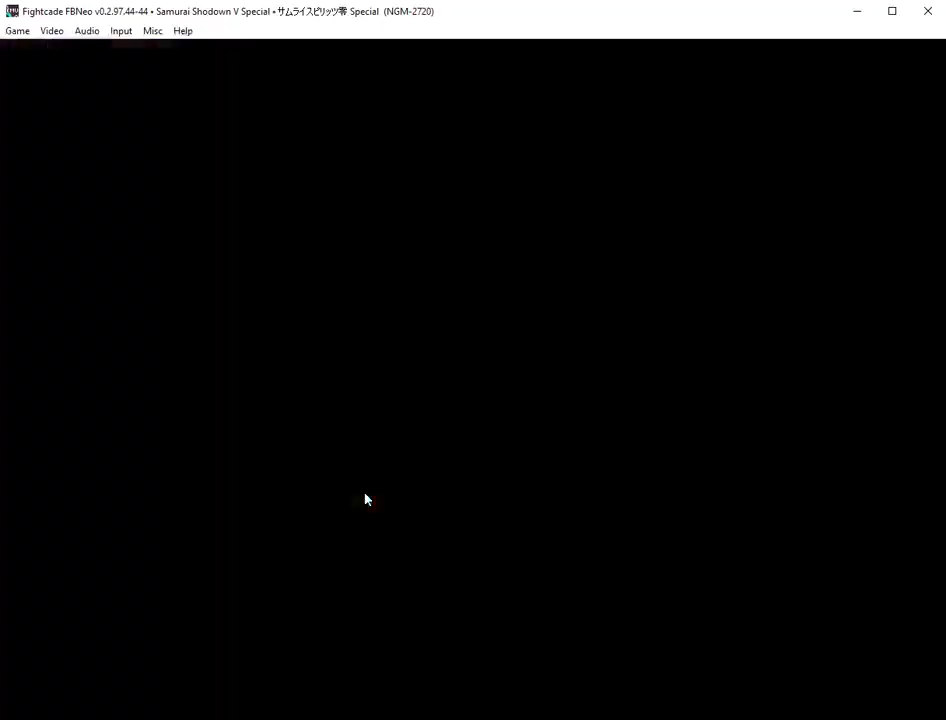 Fightcade FBNeo v0.2.97.44-44 • Samurai Shodown V Special • サムライスピリッツ零 Special (NGM-2720)
Game Video Audio Input Misc Help